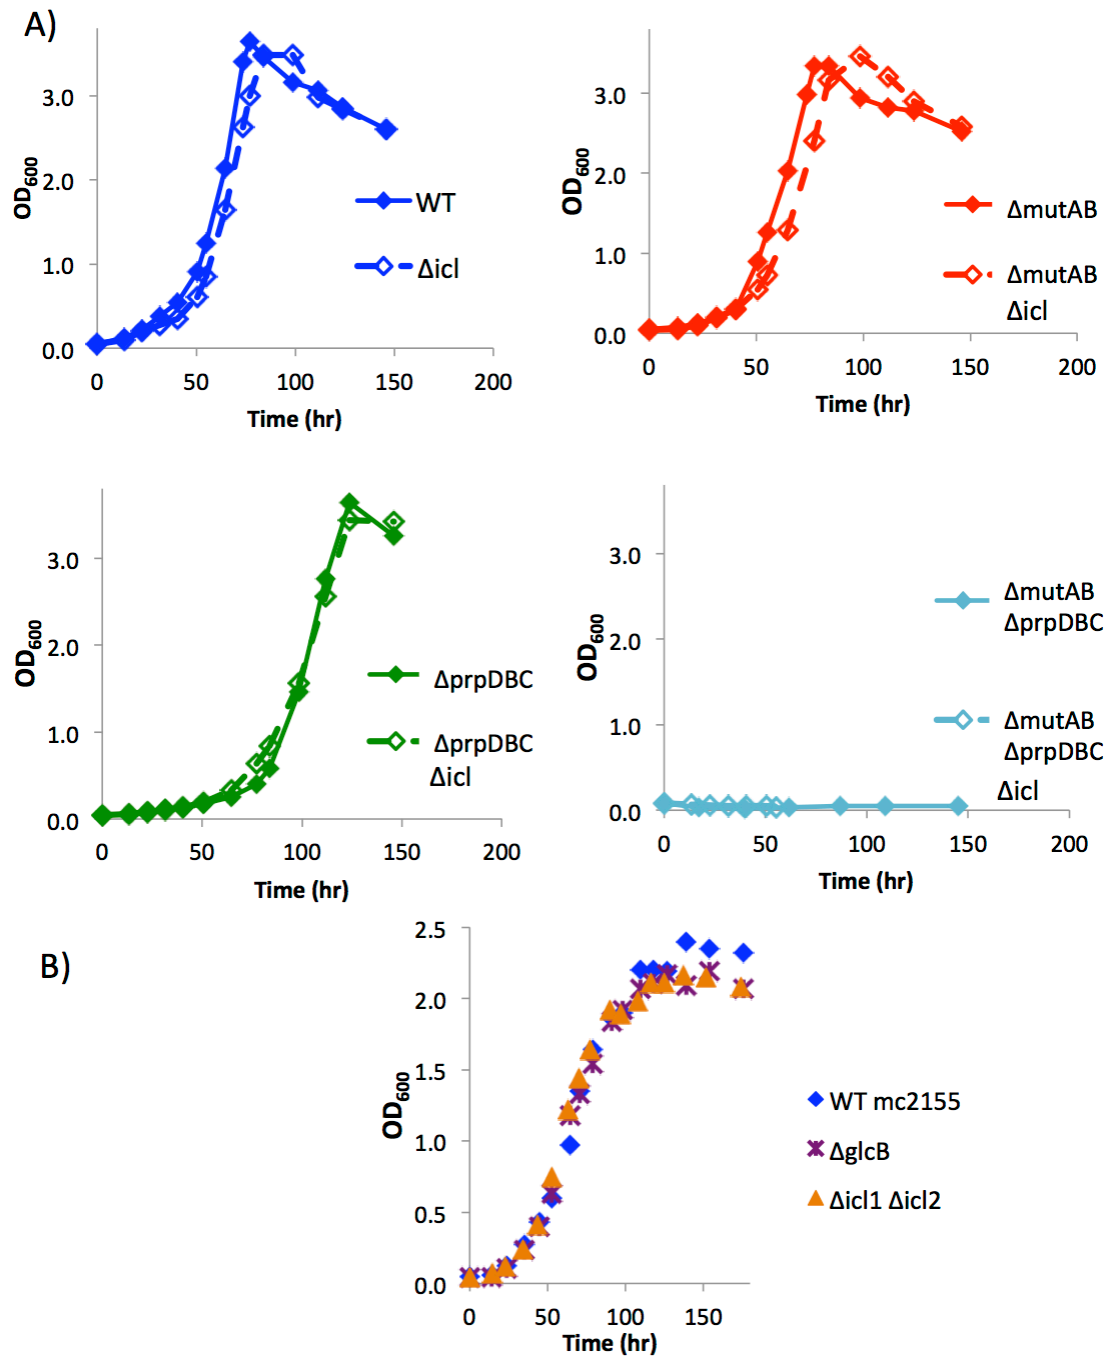 A)
OD600
3.0
2.0
1.0
0.0
0 50 100 150 200
Time (hr)
WT
Δicl
OD600
3.0
2.0
1.0
0.0
0 50 100 150 200
Time (hr)
ΔmutAB
ΔmutAB
Δicl
OD600
3.0
2.0
1.0
0.0
0 50 100 150 200
Time (hr)
ΔprpDBC
ΔprpDBC
Δicl
OD600
3.0
2.0
1.0
0.0
0 50 100 150 200
Time (hr)
ΔmutAB
ΔprpDBC
ΔmutAB
ΔprpDBC
Δicl
B)
OD600
2.5
2.0
1.5
1.0
0.5
0.0
0 50 100 150
Time (hr)
WT mc2155
ΔglcB
Δicl1 Δicl2